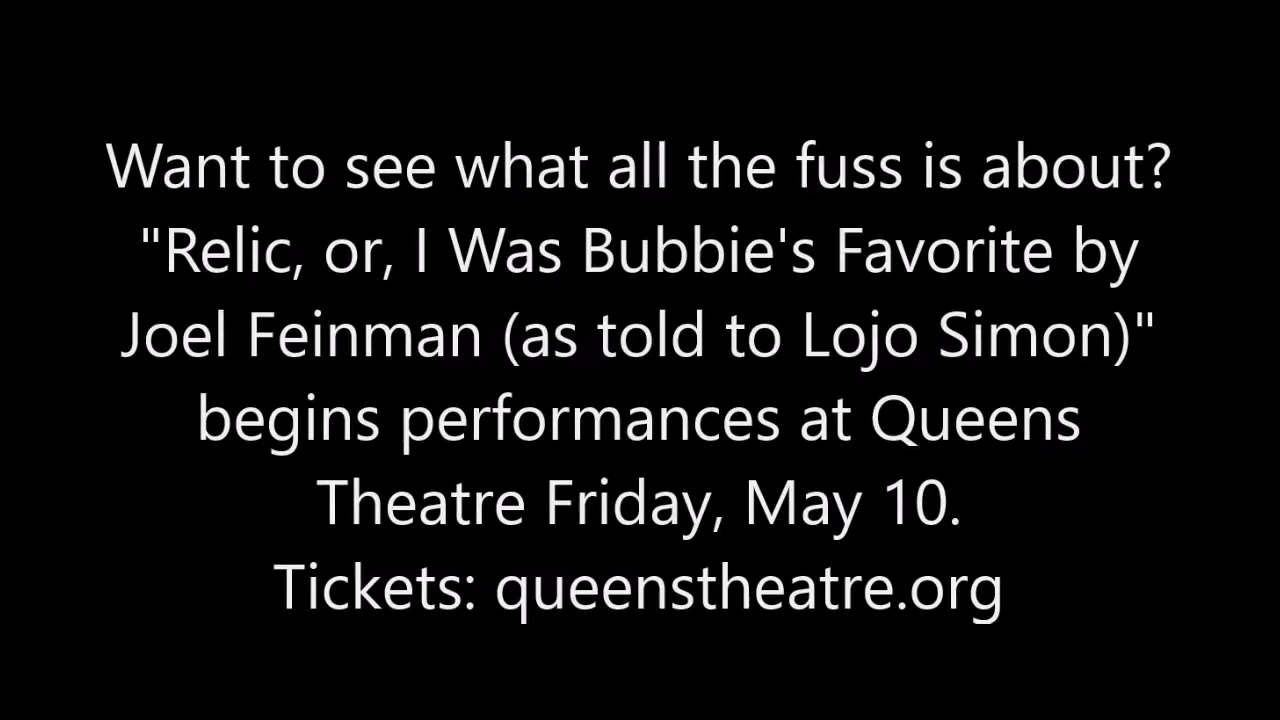 Want to see what all the fuss is about?
"Relic, or, I Was Bubbie's Favorite by
Joel Feinman (as told to Lojo Simon)"
begins performances at Queens
Theatre Friday, May 10.
Tickets: queenstheatre.org